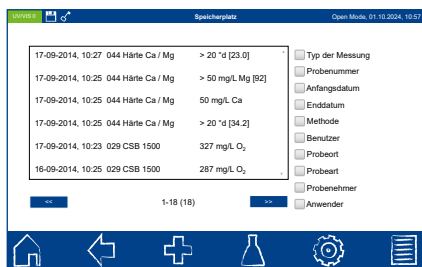 UV/VIS II Speicherplatz Open Mode, 01.10.2024, 10:57
17-09-2014, 10:27 044 Härte Ca / Mg > 20 °d [23.0]
17-09-2014, 10:25 044 Härte Ca / Mg > 50 mg/L Mg [92]
17-09-2014, 10:25 044 Härte Ca / Mg 50 mg/L Ca
17-09-2014, 10:25 044 Härte Ca / Mg > 20 °d [34.2]
17-09-2014, 10:23 029 CSB 1500 327 mg/L O₂
16-09-2014, 10:25 029 CSB 1500 287 mg/L O₂
Typ der Messung
Probenummer
Anfangsdatum
Enddatum
Methode
Benutzer
Probeort
Probeart
Probenehmer
Anwender
<< 1-18 (18) >>